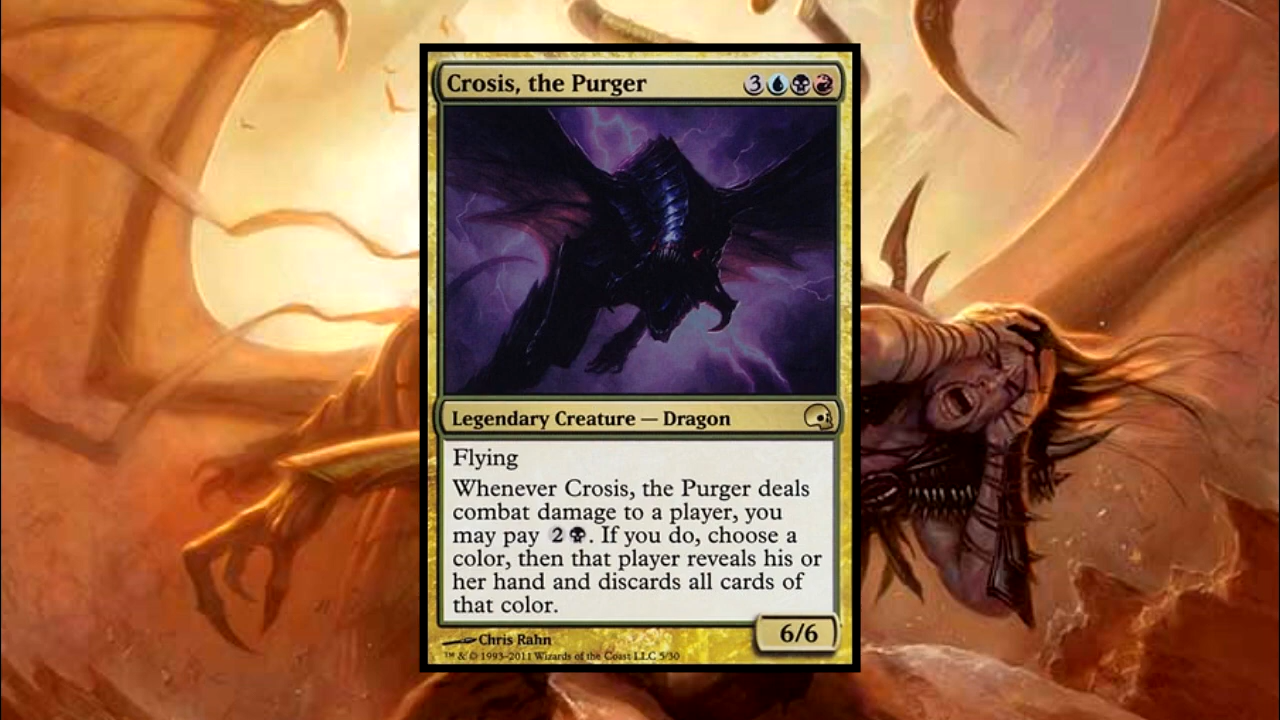 Crosis, the Purger 3
Legendary Creature — Dragon
Flying
Whenever Crosis, the Purger deals
combat damage to a player, you
may pay 2. If you do, choose a
color, then that player reveals his or
her hand and discards all cards of
that color.
6/6
Chris Rahn
™ & © 1993–2011 Wizards of the Coast LLC 5/30